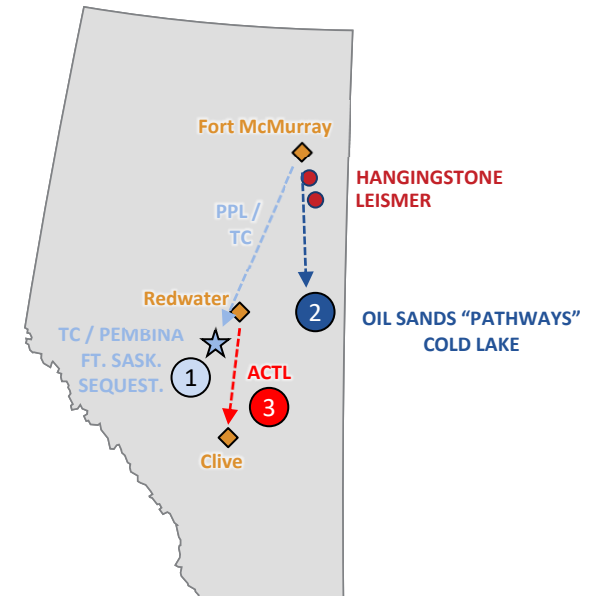 Fort McMurray
HANGINGSTONE
LEISMER
PPL /
TC
Redwater
2
OIL SANDS “PATHWAYS”
COLD LAKE
TC / PEMBINA
FT. SASK.
SEQUEST.
1
ACTL
3
Clive